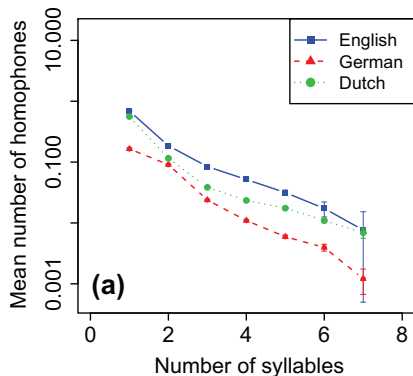 10.000
English
German
Dutch
0.100
0.001
(a)
0
2
4
6
8
Mean number of homophones
Number of syllables